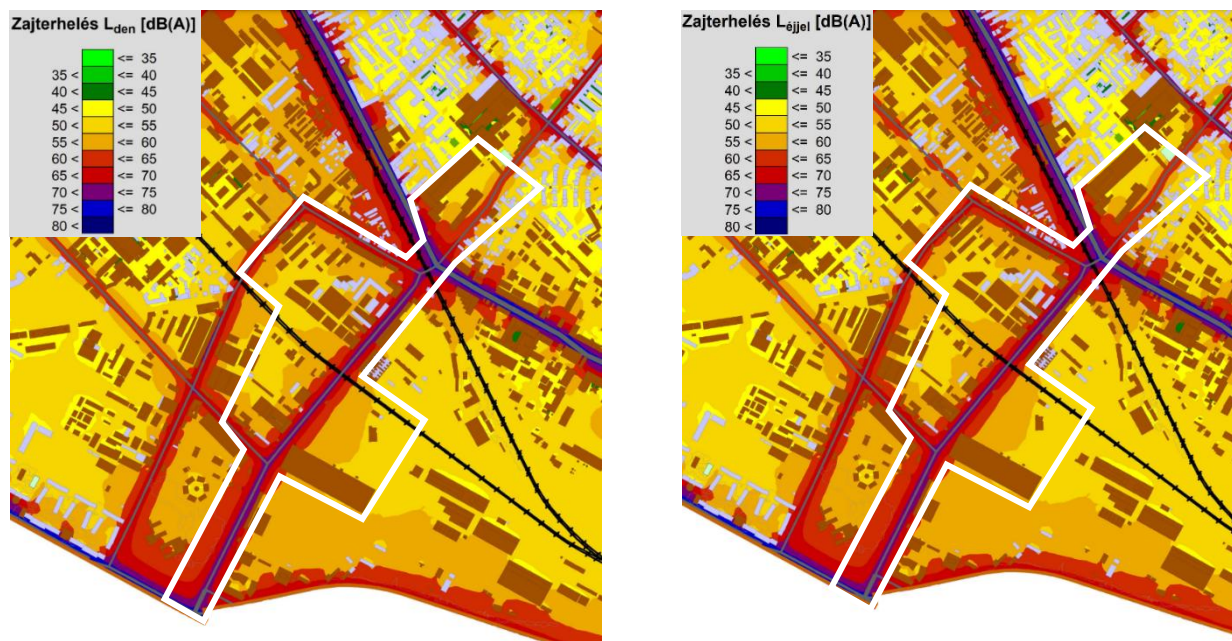 Zajterhelés Lden [dB(A)]
<= 35
35 < <= 40
40 < <= 45
45 < <= 50
50 < <= 55
55 < <= 60
60 < <= 65
65 < <= 70
70 < <= 75
75 < <= 80
80 <
Zajterhelés Léjjel [dB(A)]
<= 35
35 < <= 40
40 < <= 45
45 < <= 50
50 < <= 55
55 < <= 60
60 < <= 65
65 < <= 70
70 < <= 75
75 < <= 80
80 <